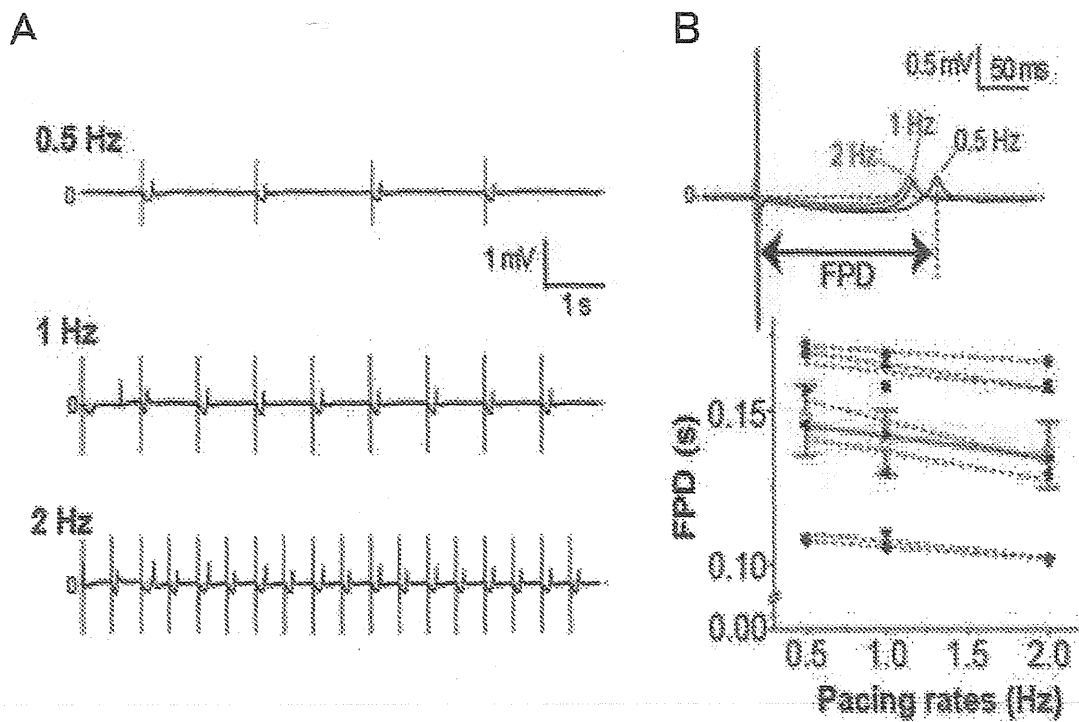 A
0.5 Hz
0
1 mV
1 s
1 Hz
0
2 Hz
0
B
0.5 mV
50 ms
1 Hz
2 Hz
0.5 Hz
0
FPD
FPD (s)
0.15
0.10
0.00
0.5
1.0
1.5
2.0
Pacing rates (Hz)